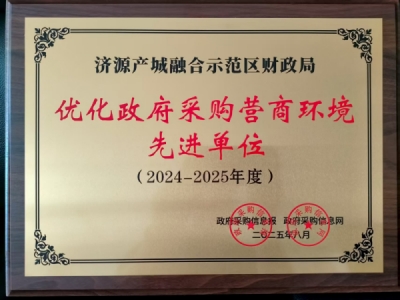 济源产城融合示范区财政局
优化政府采购营商环境
先进单位
（2024-2025年度）
政府采购信息报 政府采购信息网
二〇二五年八月